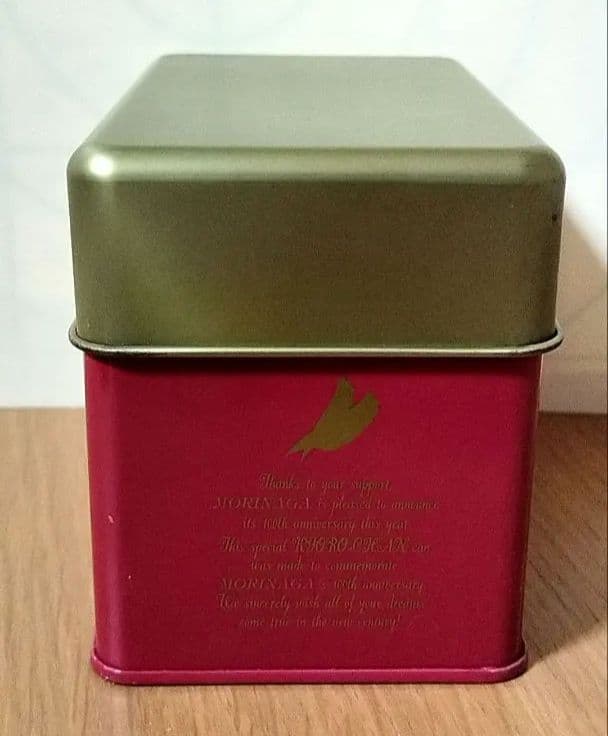 Thanks to your support,
MORINAGA is pleased to announce
its 100th anniversary this year.
This special KYORO-CHAN can
was made to commemorate
MORINAGA's 100th anniversary.
We sincerely wish all of your dreams
come true in the new century!